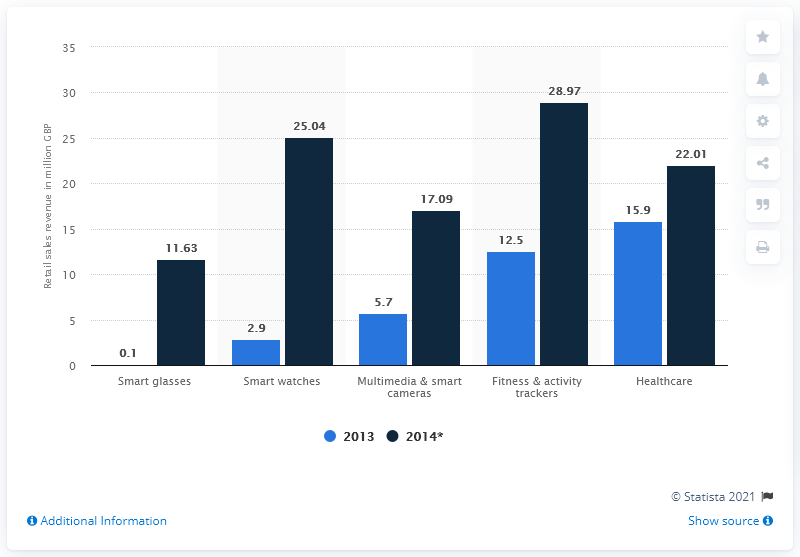 35
30
25
20
15
10
5
0
Retail sales revenue in million GBP
0.1
11.63
2.9
25.04
5.7
17.09
12.5
28.97
15.9
22.01
Smart glasses
Smart watches
Multimedia & smart
cameras
Fitness & activity
trackers
Healthcare
2013
2014*
© Statista 2021
Additional Information
Show source